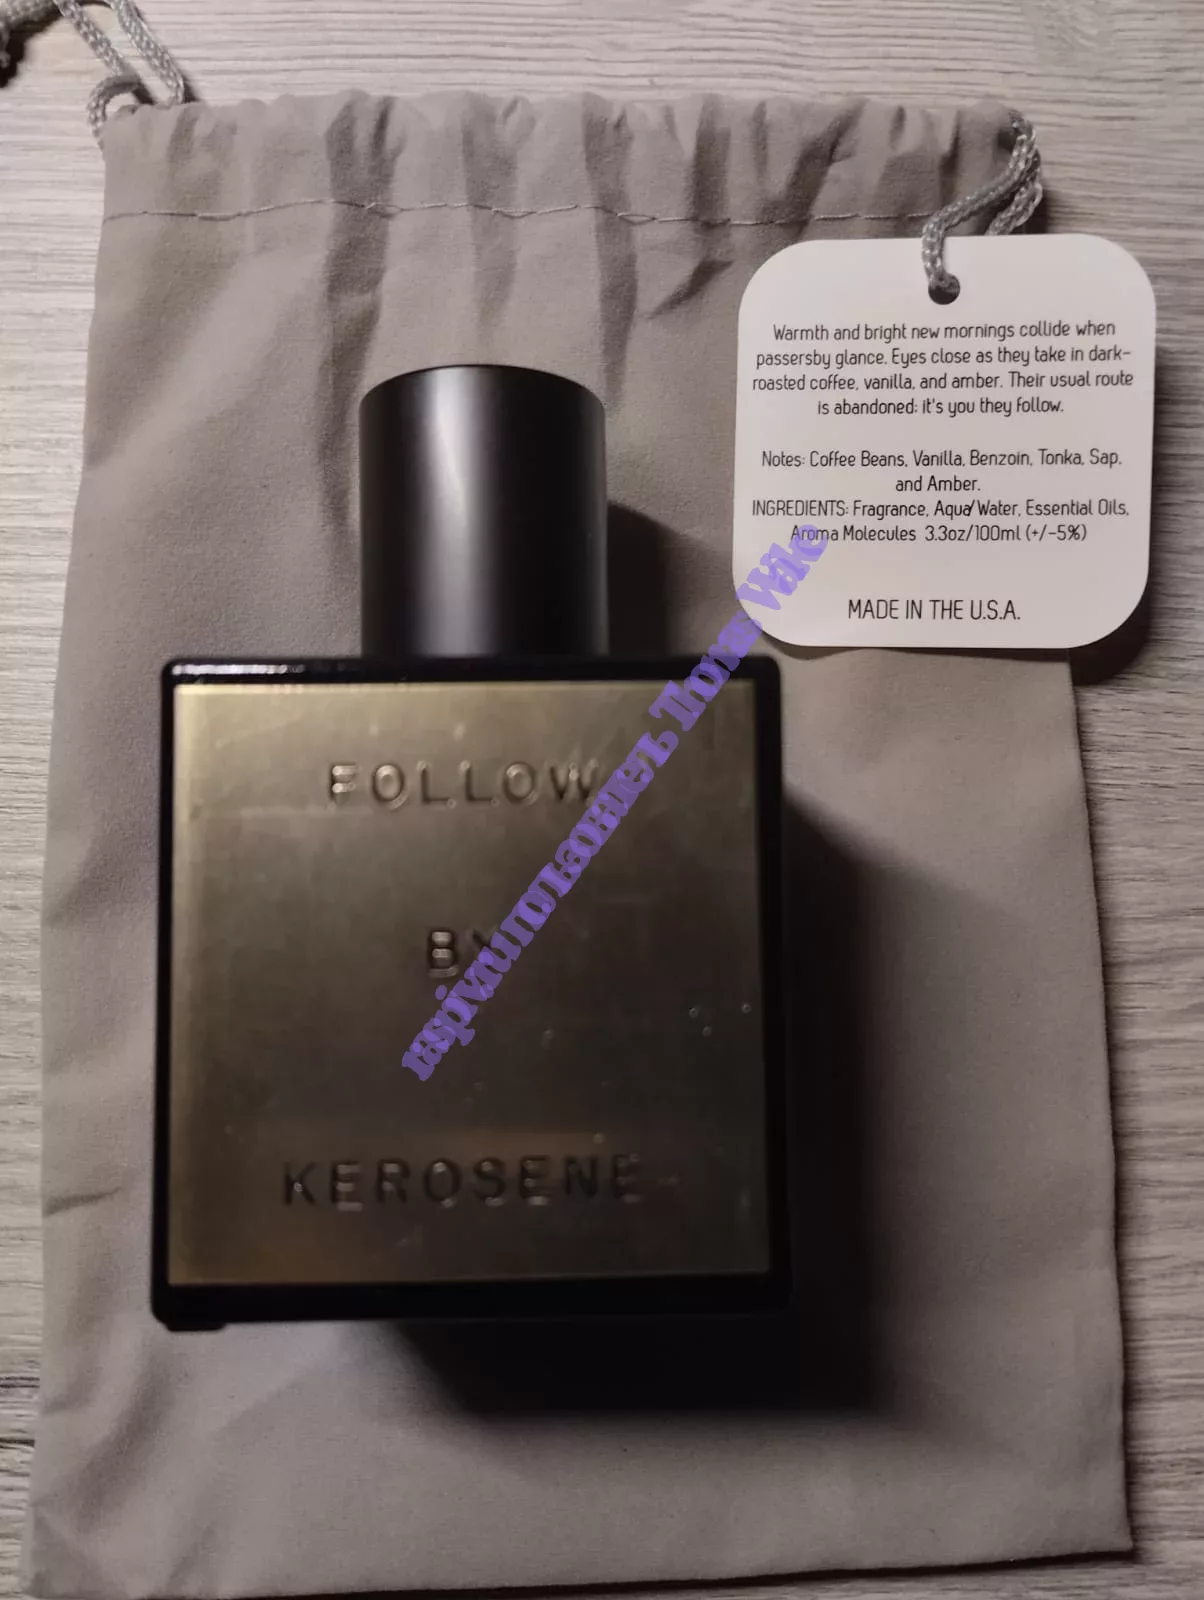 Warmth and bright new mornings collide when
passersby glance. Eyes close as they take in dark-
roasted coffee, vanilla, and amber. Their usual route
is abandoned; it's you they follow.
Notes: Coffee Beans, Vanilla, Benzoin, Tonka, Sap,
and Amber.
INGREDIENTS: Fragrance, Aqua/Water, Essential Oils,
Aroma Molecules 3.3oz/100ml (+/-5%)
MADE IN THE U.S.A.
FOLLOW
BY
KEROSENE